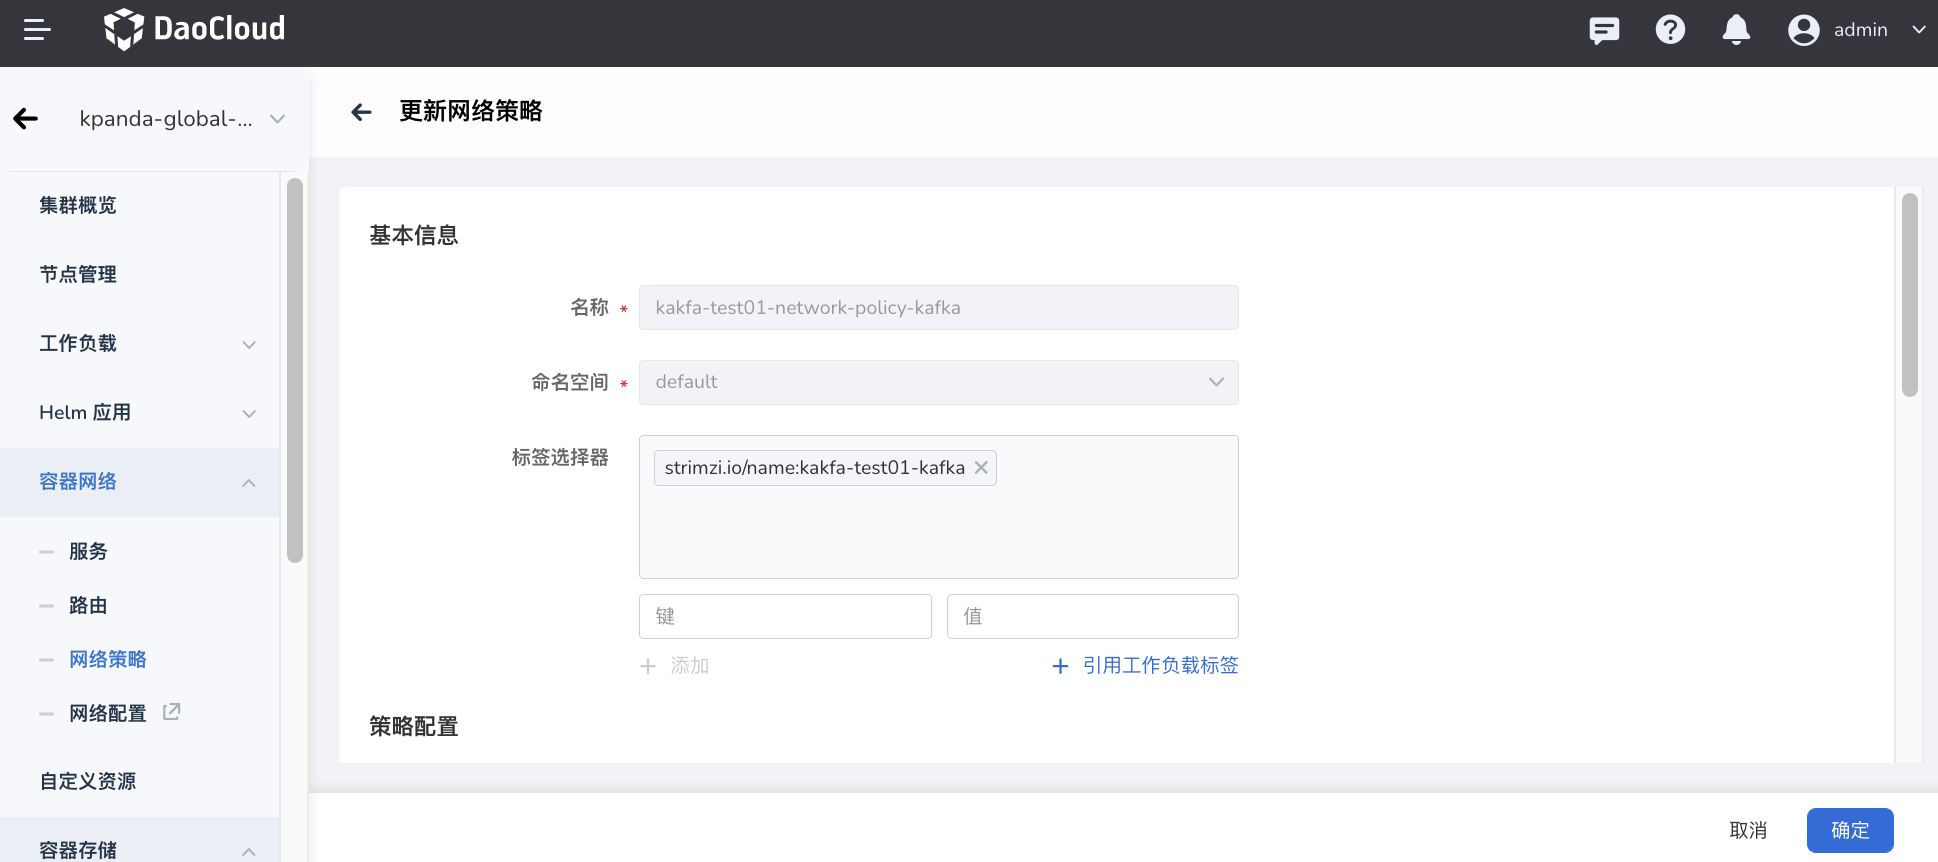 DaoCloud
admin
kpanda-global-...
更新网络策略
集群概览
节点管理
工作负载
Helm 应用
容器网络
服务
路由
网络策略
网络配置
自定义资源
容器存储
基本信息
名称 *
kakfa-test01-network-policy-kafka
命名空间 *
default
标签选择器
strimzi.io/name:kakfa-test01-kafka
键
值
添加
引用工作负载标签
策略配置
取消
确定